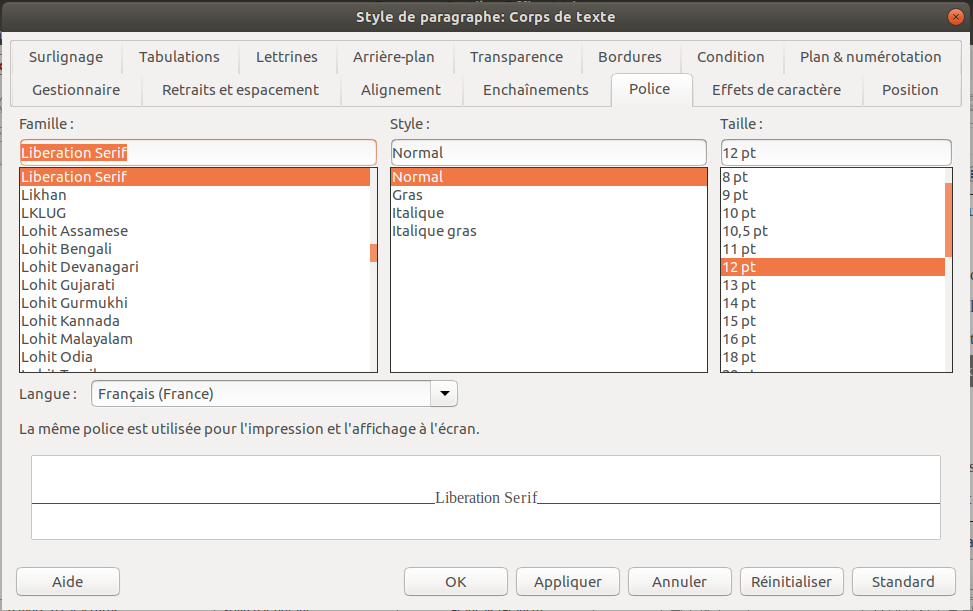 Style de paragraphe: Corps de texte
Surlignage Tabulations Lettrines Arrière-plan Transparence Bordures Condition Plan & numérotation
Gestionnaire Retraits et espacement Alignement Enchaînements Police Effets de caractère Position
Famille : Style : Taille :
Liberation Serif Normal 12 pt
Liberation Serif Normal 8 pt
Likhan Gras 9 pt
LKLUG Italique 10 pt
Lohit Assamese Italique gras 10,5 pt
Lohit Bengali 11 pt
Lohit Devanagari 12 pt
Lohit Gujarati 13 pt
Lohit Gurmukhi 14 pt
Lohit Kannada 15 pt
Lohit Malayalam 16 pt
Lohit Odia 18 pt
Langue : Français (France)
La même police est utilisée pour l'impression et l'affichage à l'écran.
Liberation Serif
Aide OK Appliquer Annuler Réinitialiser Standard